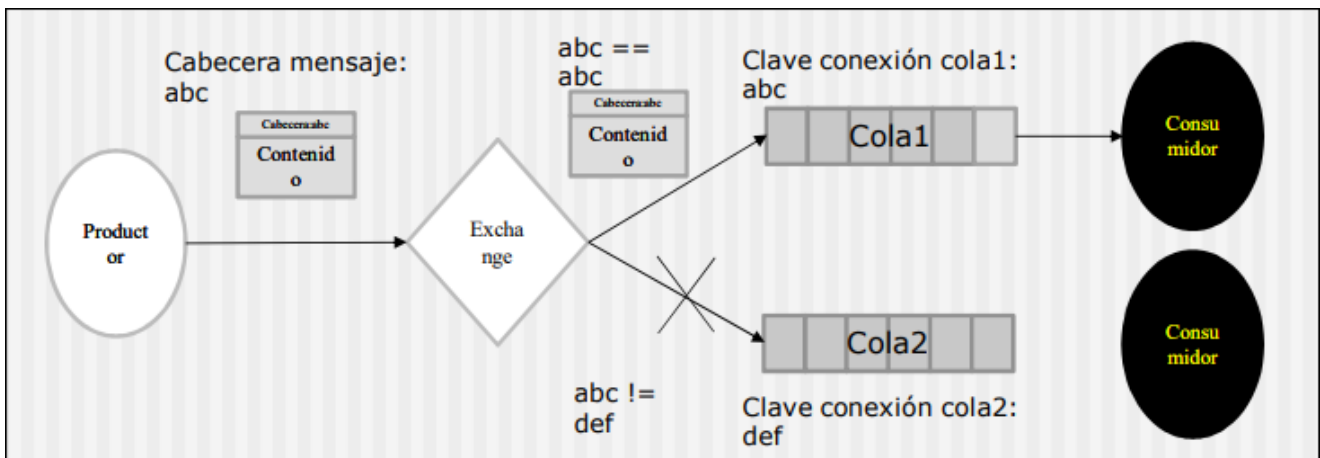 Cabecera mensaje:
abc
Cabecera:abc
Contenid
o
Product
or
Excha
nge
abc ==
abc
Cabecera:abc
Contenid
o
Clave conexión cola1:
abc
Cola1
Consu
midor
abc !=
def
Cola2
Clave conexión cola2:
def
Consu
midor